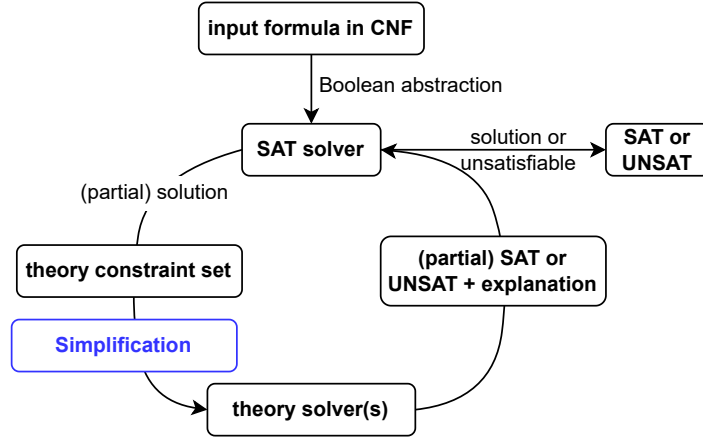 input formula in CNF
Boolean abstraction
SAT solver
solution or
unsatisfiable
SAT or
UNSAT
(partial) solution
theory constraint set
(partial) SAT or
UNSAT + explanation
Simplification
theory solver(s)